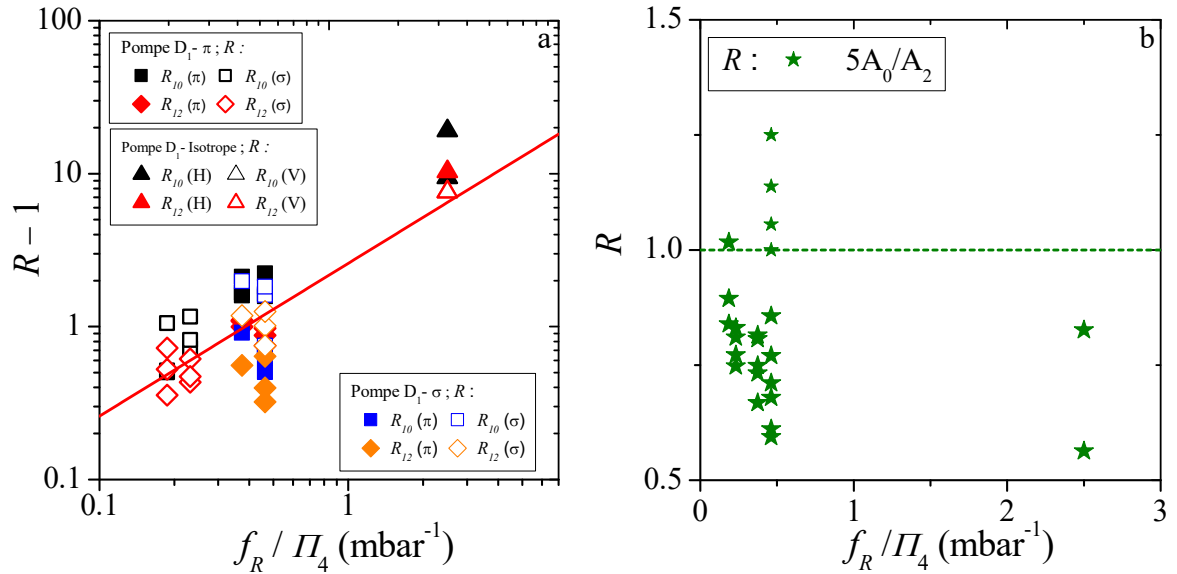 a
Pompe D1- π ; R :
R10 (π) R10 (σ)
R12 (π) R12 (σ)
Pompe D1- Isotrope ; R :
R10 (H) R10 (V)
R12 (H) R12 (V)
Pompe D1- σ ; R :
R10 (π) R10 (σ)
R12 (π) R12 (σ)
100
10
1
0.1
R − 1
0.1 1
fR / Π4 (mbar-1)
b
R : 5A0/A2
1.5
1.0
0.5
R
0 1 2 3
fR /Π4 (mbar-1)